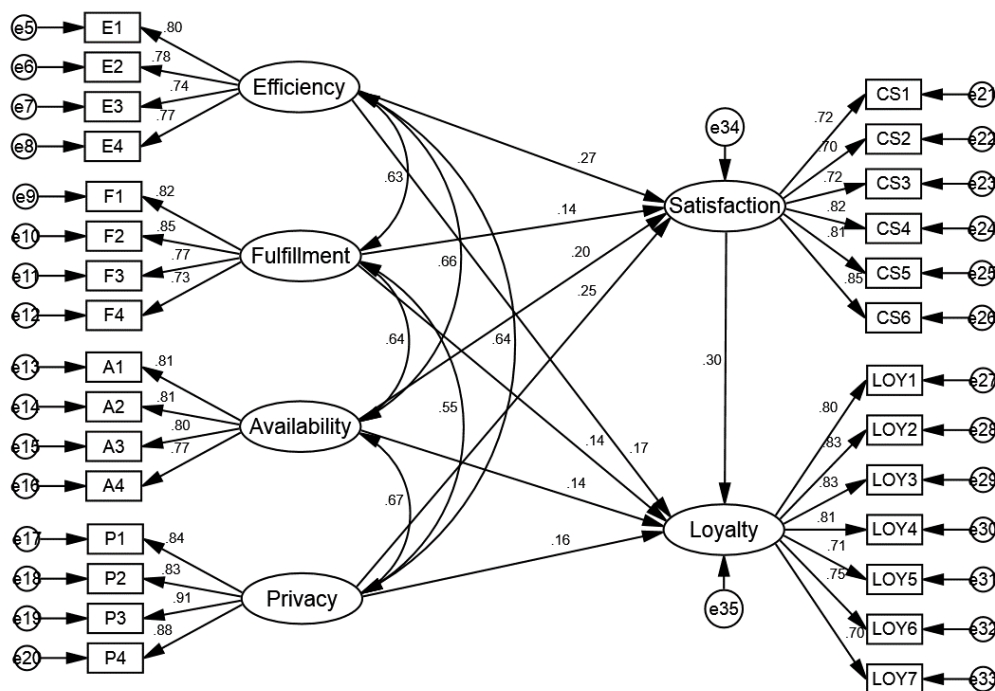 e5
E1
.80
e6
E2
.78
e7
E3
.74
e8
E4
.77
Efficiency
e9
F1
.82
e10
F2
.85
e11
F3
.77
e12
F4
.73
Fulfillment
e13
A1
.81
e14
A2
.81
e15
A3
.80
e16
A4
.77
Availability
e17
P1
.84
e18
P2
.83
e19
P3
.91
e20
P4
.88
Privacy
.63
.66
.64
.64
.55
.67
.27
.14
.20
.25
.14
.17
.14
.16
.30
e34
Satisfaction
Loyalty
e35
.72
CS1
e21
.70
CS2
e22
.72
CS3
e23
.82
CS4
e24
.81
CS5
e25
.85
CS6
e26
.80
LOY1
e27
.83
LOY2
e28
.83
LOY3
e29
.81
LOY4
e30
.71
LOY5
e31
.75
LOY6
e32
.70
LOY7
e33